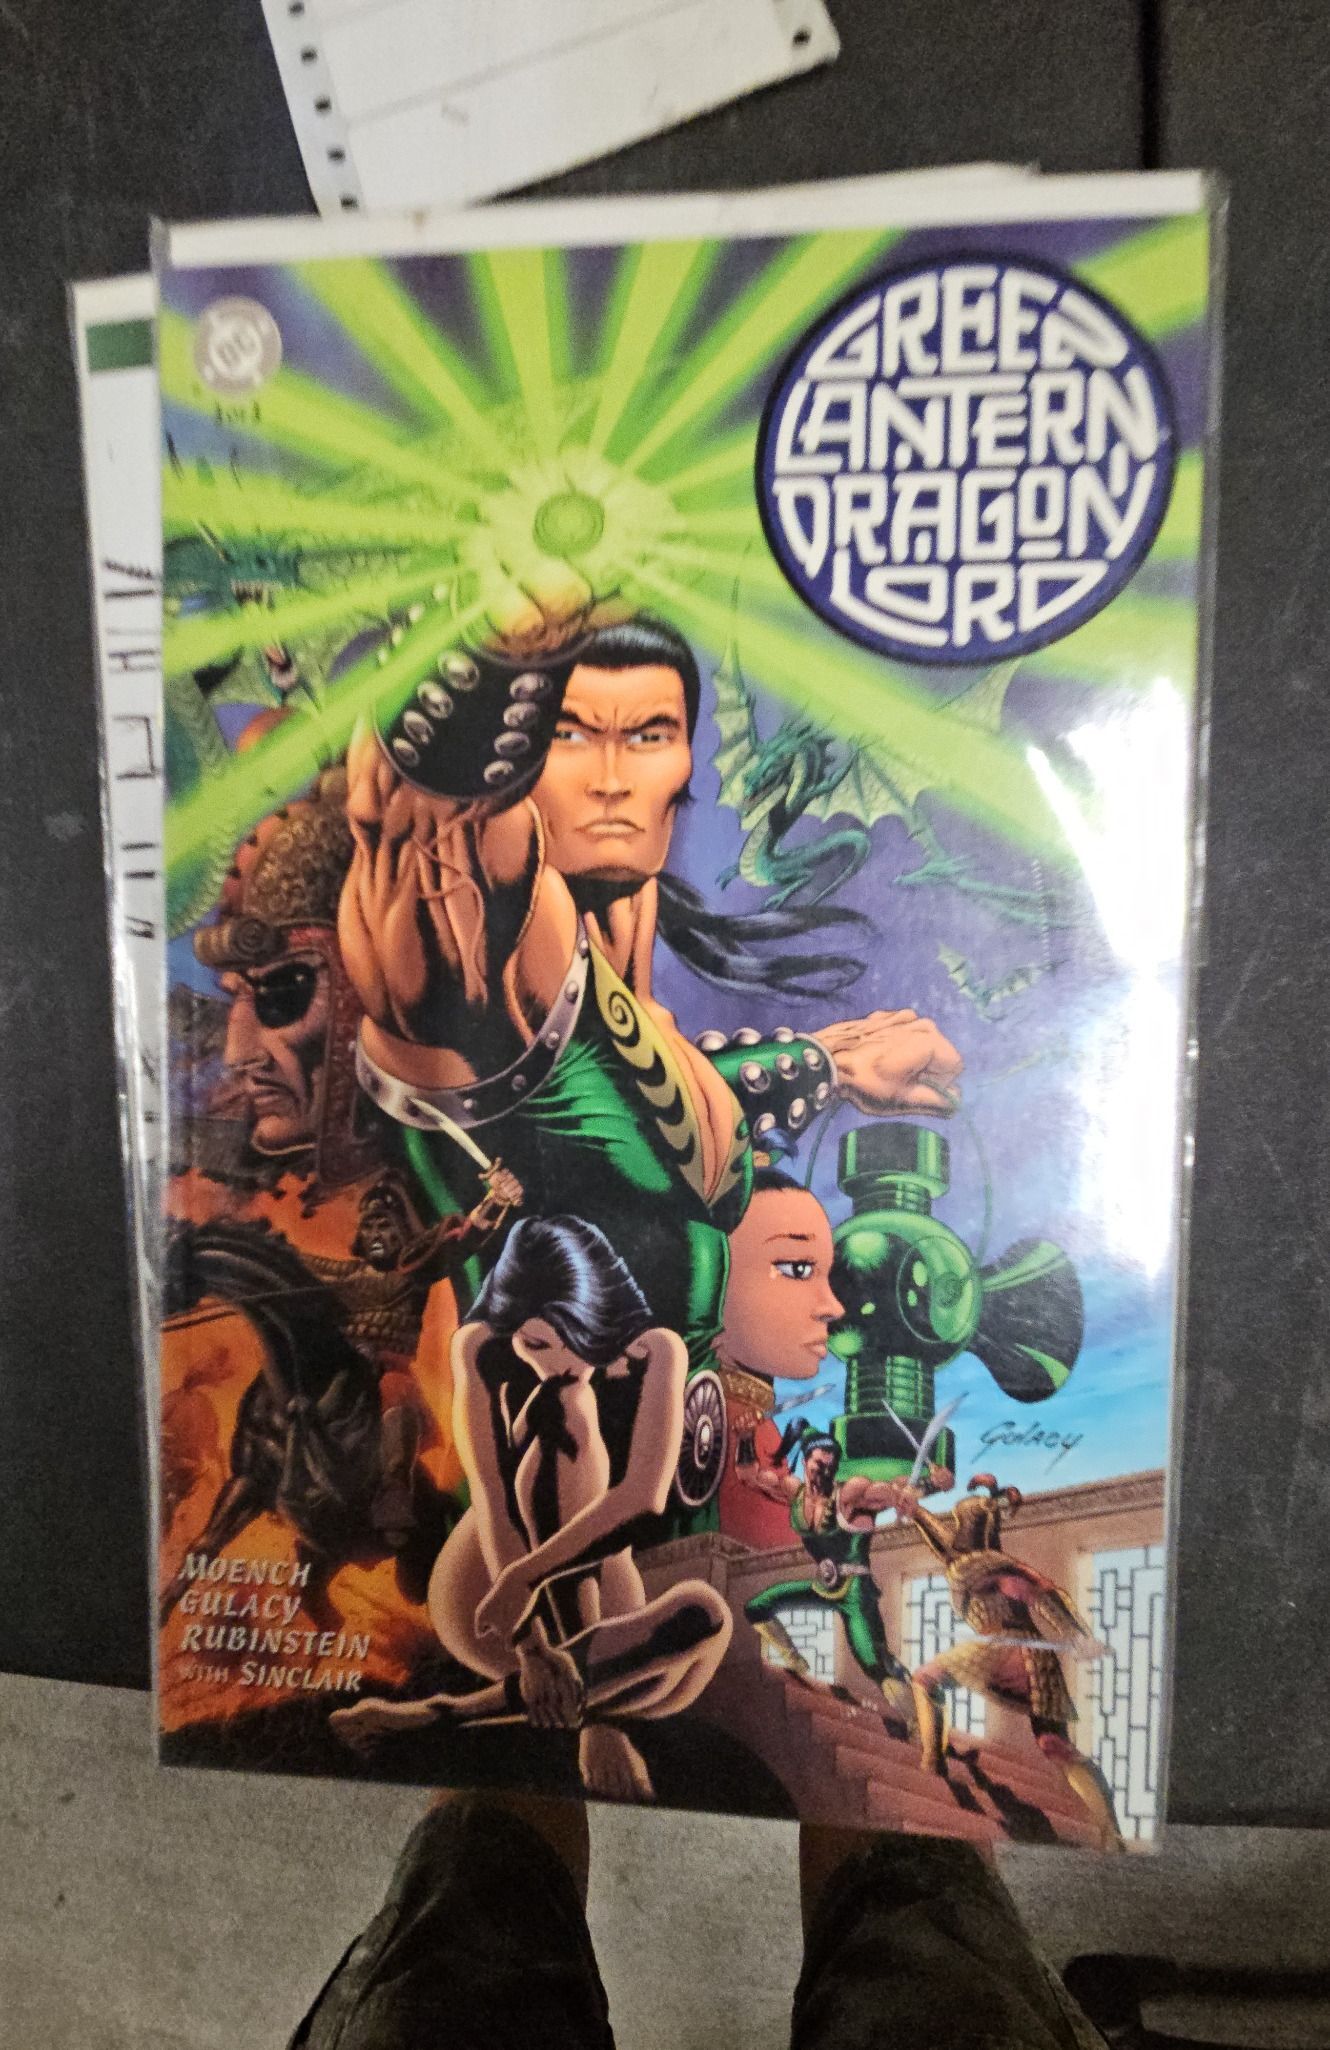 DC
GREEN
LANTERN
DRAGON
LORD
Gulacy
MOENCH
GULACY
RUBINSTEIN
WITH SINCLAIR